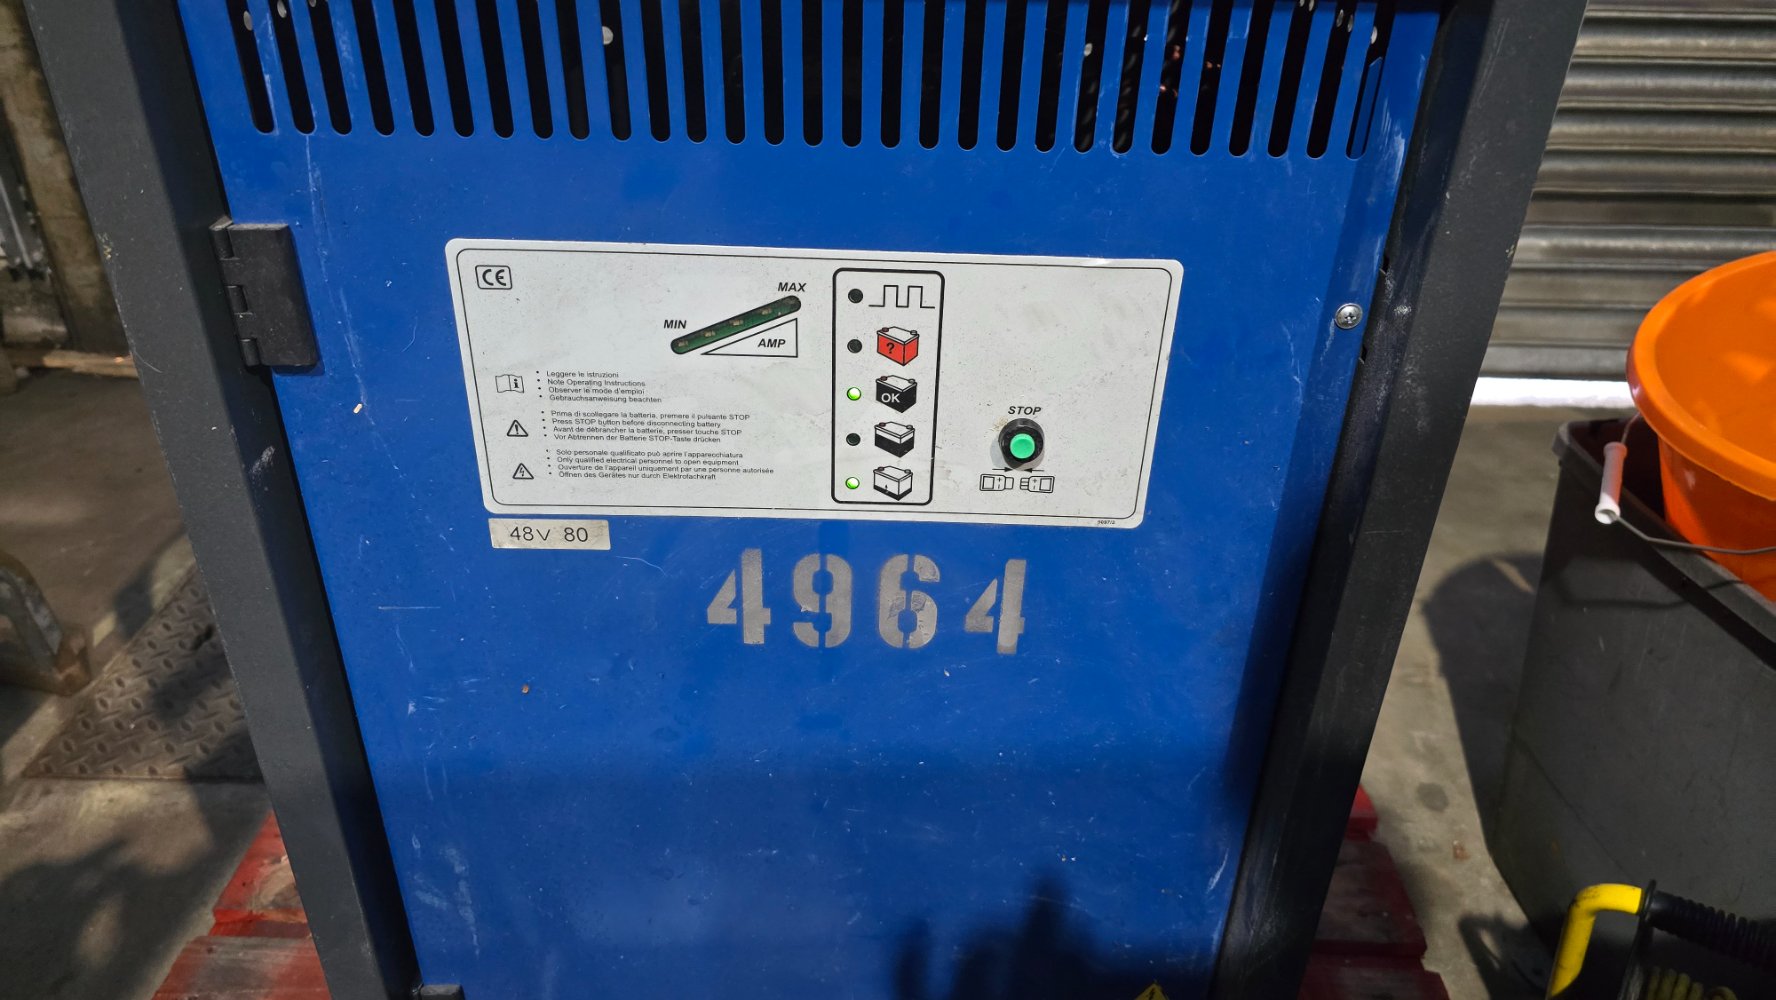 CE
MAX
MIN
AMP
?
OK
STOP
Leggere le istruzioni
Note Operating Instructions
Observer le mode d'emploi
Gebrauchsanweisung beachten
Prima di scollegare la batteria, premere il pulsante STOP
Press STOP button before disconnecting battery
Avant de débrancher la batterie, presser touche STOP
Vor Abtrennen der Batterie STOP-Taste drücken
Solo personale qualificato può aprire l'apparecchiatura
Only qualified electrical personnel to open equipment
Ouverture de l'appareil uniquement par une personne autorisée
Öffnen des Gerätes nur durch Elektrofachkraft
48V 80
4964